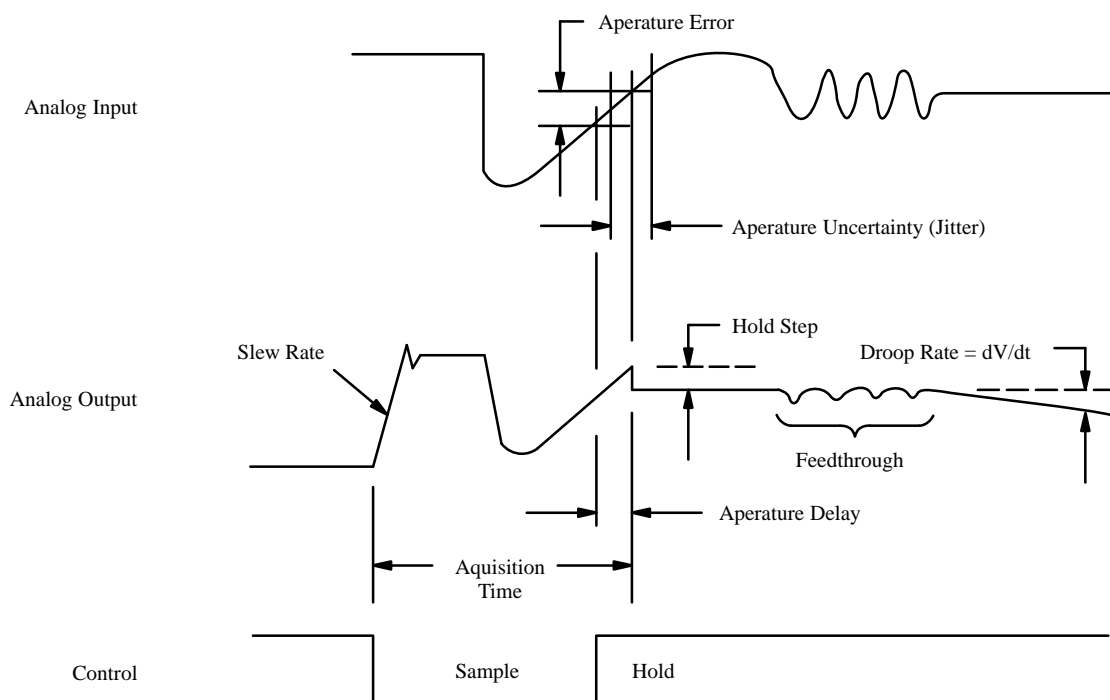 Aperature Error
Analog Input
Aperature Uncertainty (Jitter)
Hold Step
Slew Rate
Droop Rate = dV/dt
Analog Output
Feedthrough
Aperature Delay
Aquisition
Time
Control
Sample
Hold